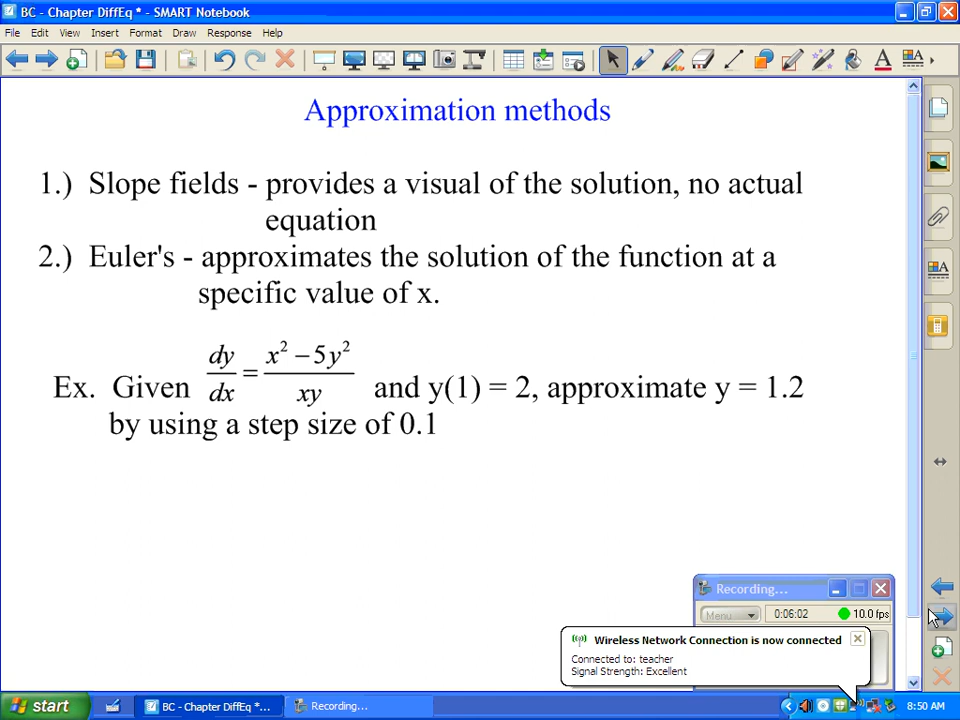 BC - Chapter DiffEq * - SMART Notebook
File Edit View Insert Format Draw Response Help
Approximation methods
1.) Slope fields - provides a visual of the solution, no actual
equation
2.) Euler's - approximates the solution of the function at a
specific value of x.
Ex. Given dy/dx = (x² – 5y²)/(xy) and y(1) = 2, approximate y = 1.2
by using a step size of 0.1
Recording...
Menu 0:06:02 10.0 fps
Wireless Network Connection is now connected
Connected to: teacher
Signal Strength: Excellent
start BC - Chapter DiffEq *... Recording... 8:50 AM